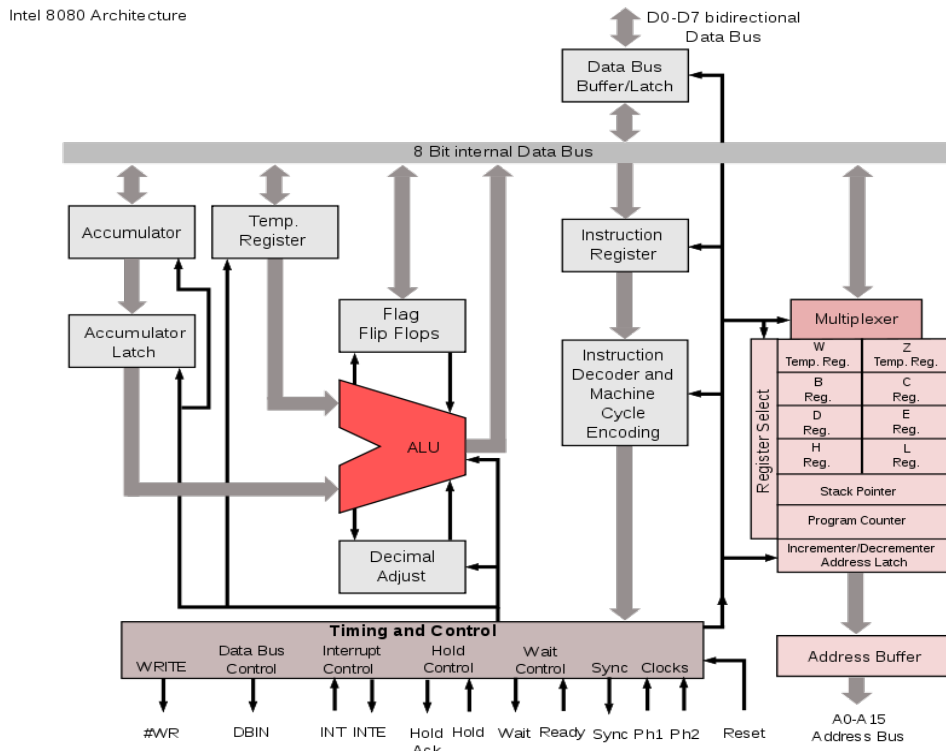 Intel 8080 Architecture
D0-D7 bidirectional
Data Bus
Data Bus
Buffer/Latch
8 Bit internal Data Bus
Accumulator
Temp.
Register
Instruction
Register
Accumulator
Latch
Flag
Flip Flops
Instruction
Decoder and
Machine
Cycle
Encoding
ALU
Decimal
Adjust
Multiplexer
Register Select
W
Temp. Reg.
Z
Temp. Reg.
B
Reg.
C
Reg.
D
Reg.
E
Reg.
H
Reg.
L
Reg.
Stack Pointer
Program Counter
Incrementer/Decrementer
Address Latch
Address Buffer
A0-A15
Address Bus
Timing and Control
WRITE
Data Bus
Control
Interrupt
Control
Hold
Control
Wait
Control
Sync
Clocks
#WR
DBIN
INT
INTE
Hold
Ack
Hold
Wait
Ready
Sync
Ph1
Ph2
Reset